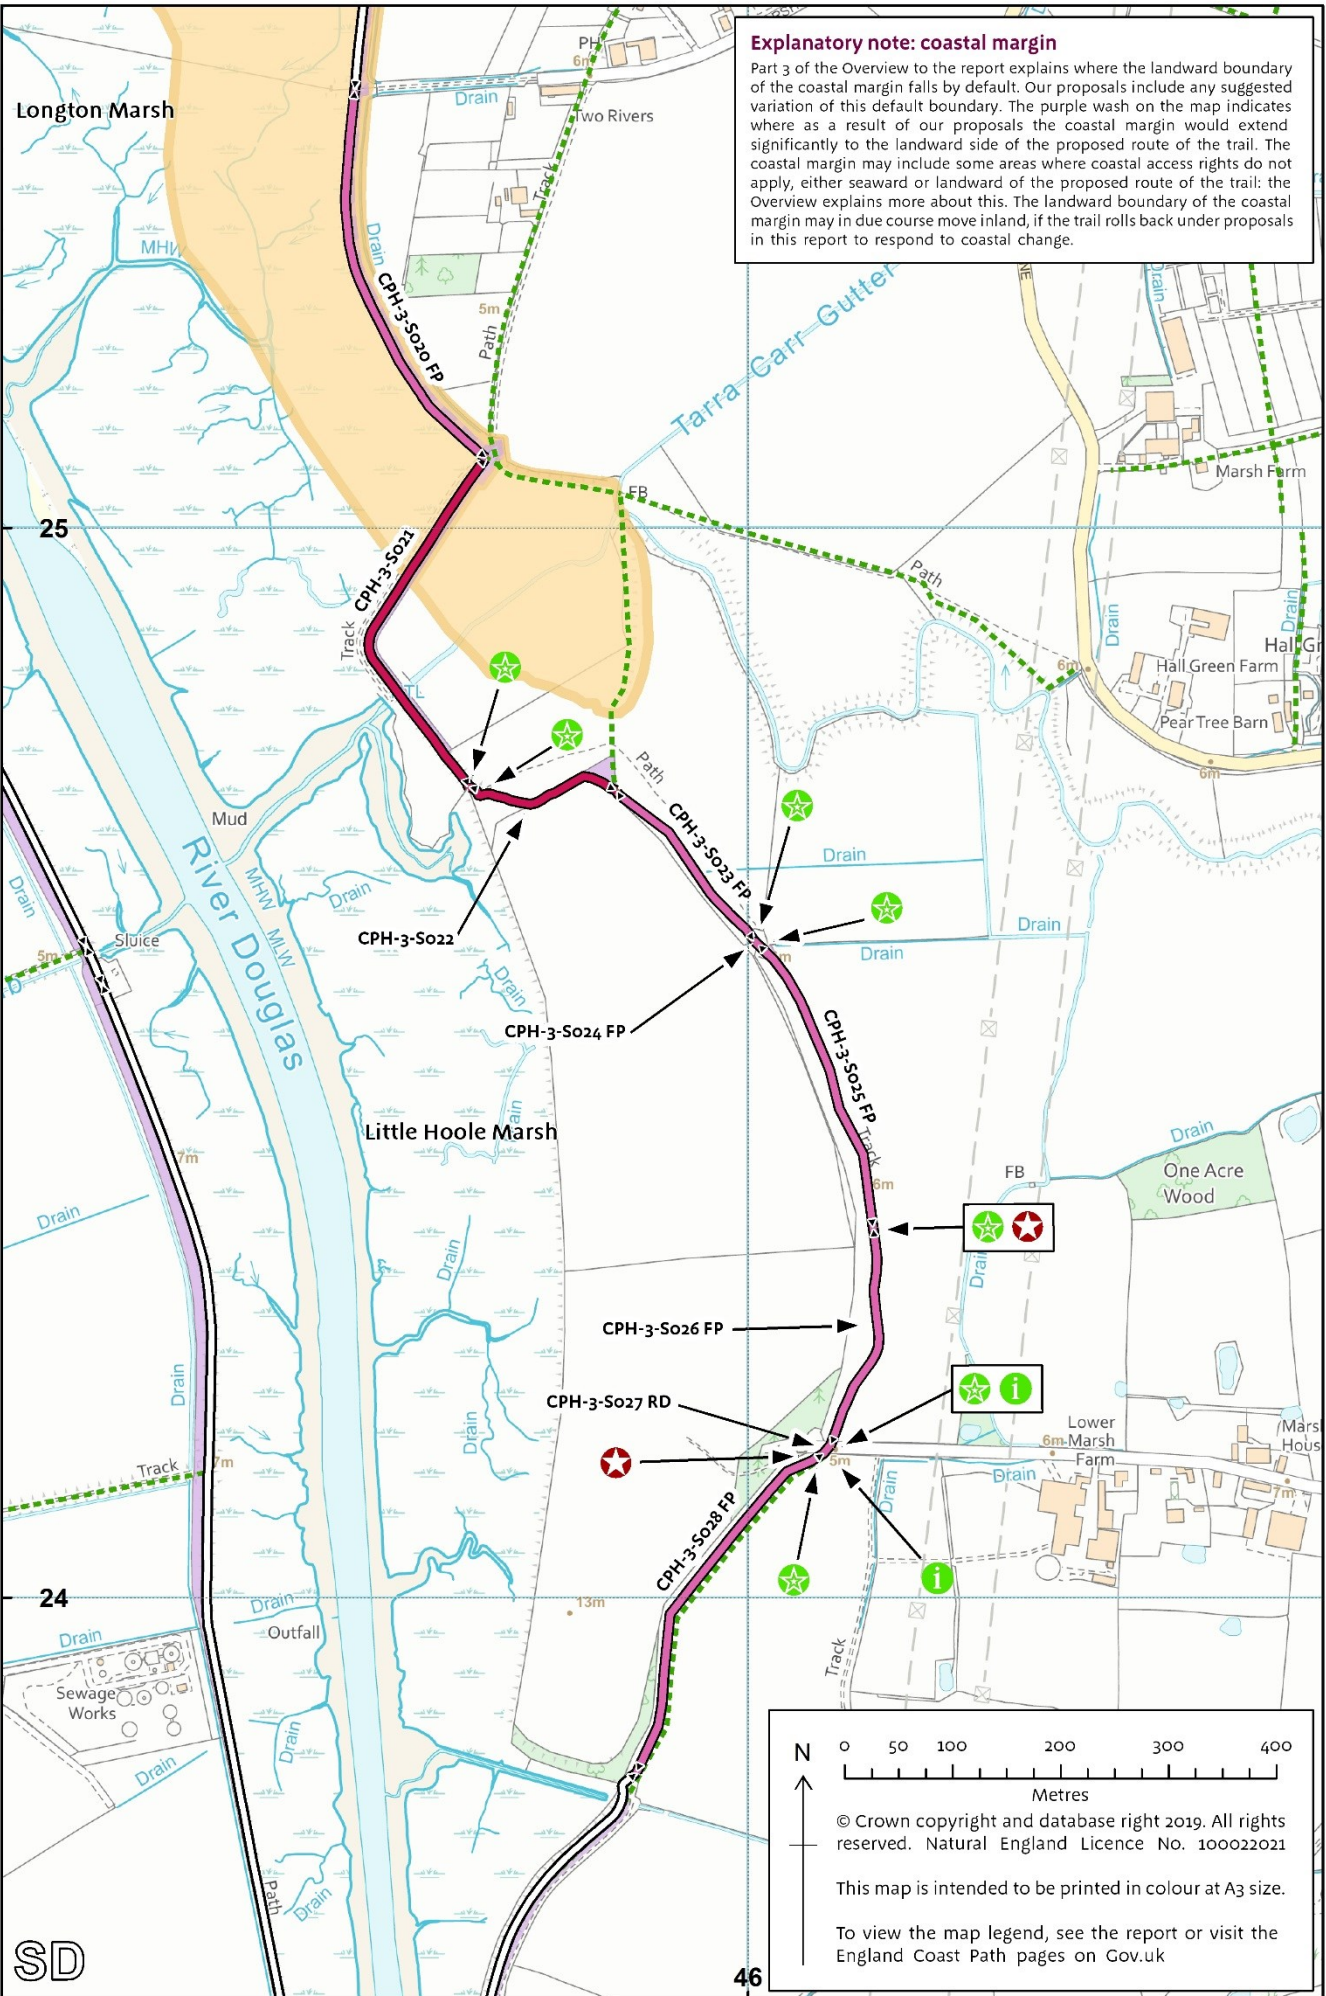 Explanatory note: coastal margin
Part 3 of the Overview to the report explains where the landward boundary
of the coastal margin falls by default. Our proposals include any suggested
variation of this default boundary. The purple wash on the map indicates
where as a result of our proposals the coastal margin would extend
significantly to the landward side of the proposed route of the trail. The
coastal margin may include some areas where coastal access rights do not
apply, either seaward or landward of the proposed route of the trail: the
Overview explains more about this. The landward boundary of the coastal
margin may in due course move inland, if the trail rolls back under proposals
in this report to respond to coastal change.
PH
6m
Longton Marsh
Drain
Two Rivers
Track
MHW
Drain
CPH-3-S020 FP
5m
Path
Tarra Carr Gutter
Drain
Marsh Farm
FB
25
CPH-3-S021
Track
Path
Drain
Drain
Hall Green Farm
6m
Pear Tree Barn
6m
Path
Mud
CPH-3-S023 FP
Drain
River Douglas
MHW
MLW
Drain
Drain
CPH-3-S022
Sluice
5m
Drain
Drain
Drain
CPH-3-S024 FP
CPH-3-S025 FP
Drain
Little Hoole Marsh
Track
7m
6m
Drain
FB
One Acre
Wood
Drain
Drain
Drain
CPH-3-S026 FP
Drain
CPH-3-S027 RD
Drain
Lower
Marsh
Farm
6m
5m
Drain
Drain
7m
Track
7m
CPH-3-S028 FP
24
Drain
13m
Outfall
Drain
Track
Sewage
Works
Drain
Drain
Path
Drain
N
0 50 100 200 300 400
Metres
© Crown copyright and database right 2019. All rights
reserved. Natural England Licence No. 100022021
This map is intended to be printed in colour at A3 size.
To view the map legend, see the report or visit the
England Coast Path pages on Gov.uk
SD
46